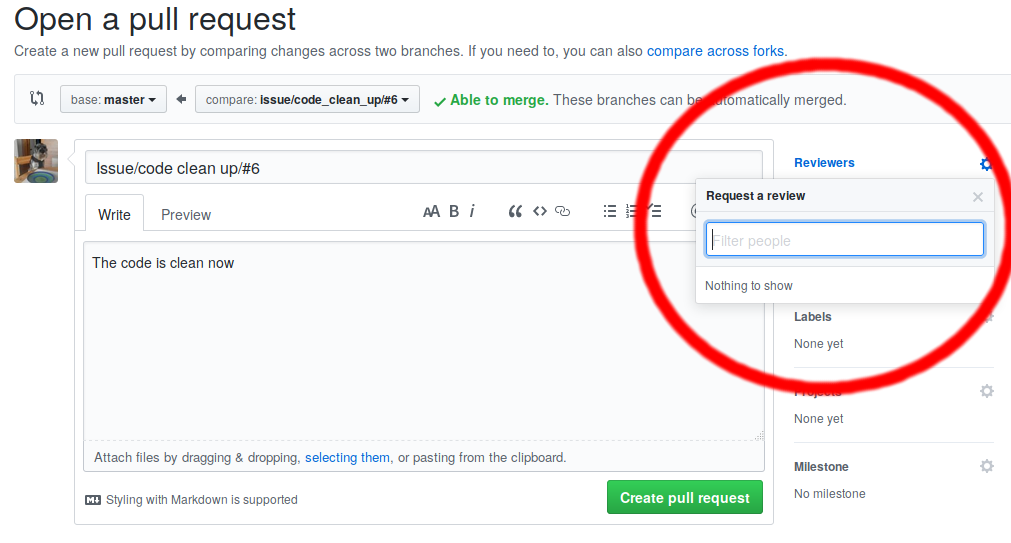 Open a pull request
Create a new pull request by comparing changes across two branches. If you need to, you can also compare across forks.
base: master
compare: issue/code_clean_up/#6
Able to merge. These branches can be automatically merged.
Issue/code clean up/#6
Reviewers
Request a review
Filter people
Nothing to show
Write
Preview
AA B i
The code is clean now
Labels
None yet
Projects
None yet
Milestone
No milestone
Attach files by dragging & dropping, selecting them, or pasting from the clipboard.
Styling with Markdown is supported
Create pull request